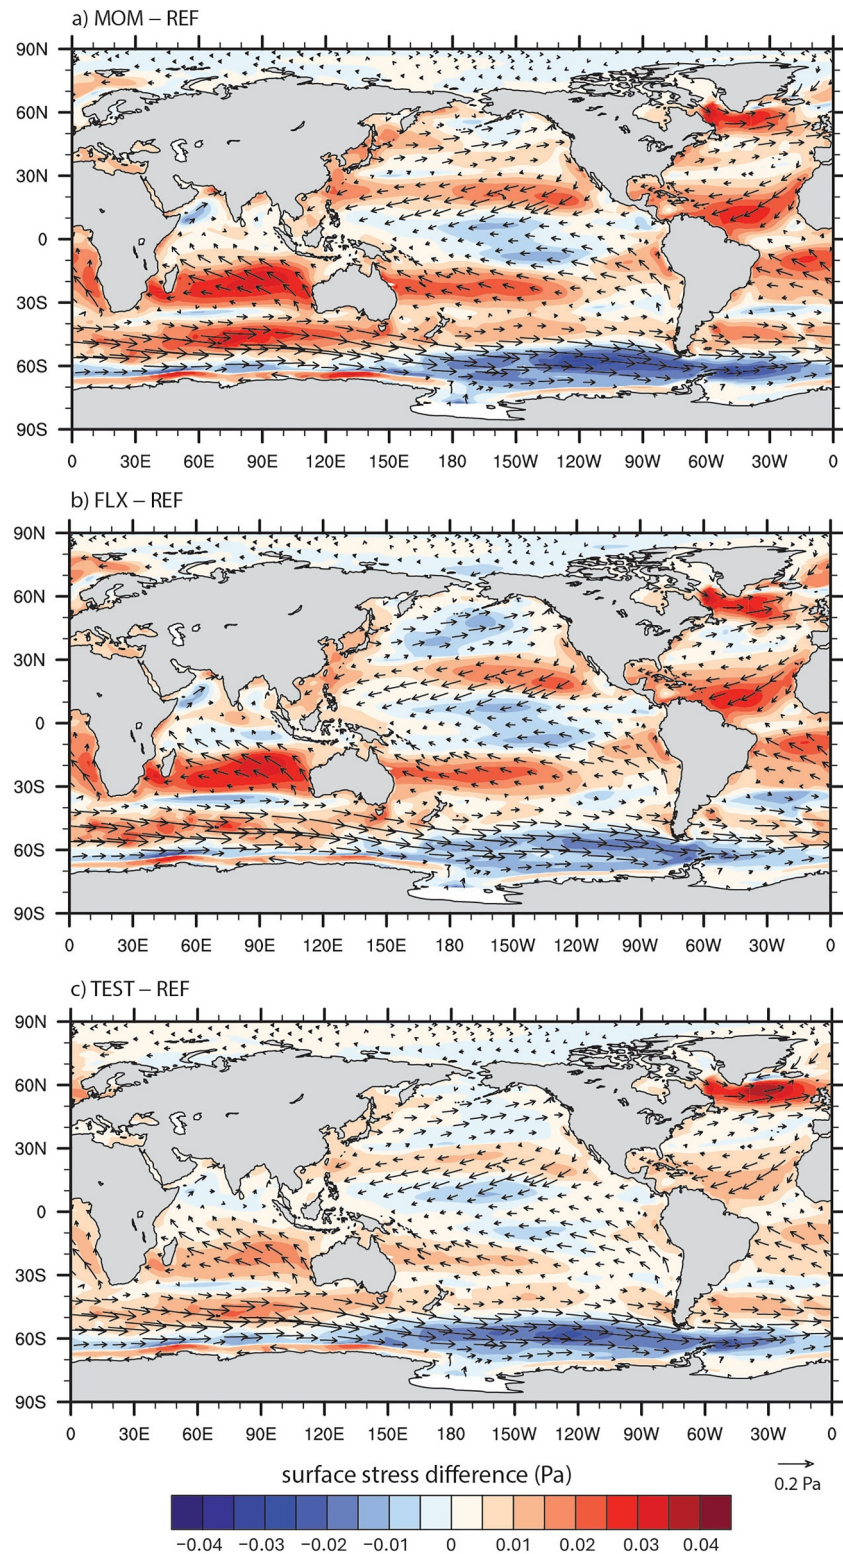 a) MOM – REF
90N
60N
30N
0
30S
60S
90S
0 30E 60E 90E 120E 150E 180 150W 120W 90W 60W 30W 0
b) FLX – REF
90N
60N
30N
0
30S
60S
90S
0 30E 60E 90E 120E 150E 180 150W 120W 90W 60W 30W 0
c) TEST – REF
90N
60N
30N
0
30S
60S
90S
0 30E 60E 90E 120E 150E 180 150W 120W 90W 60W 30W 0
surface stress difference (Pa)
0.2 Pa
−0.04 −0.03 −0.02 −0.01 0 0.01 0.02 0.03 0.04